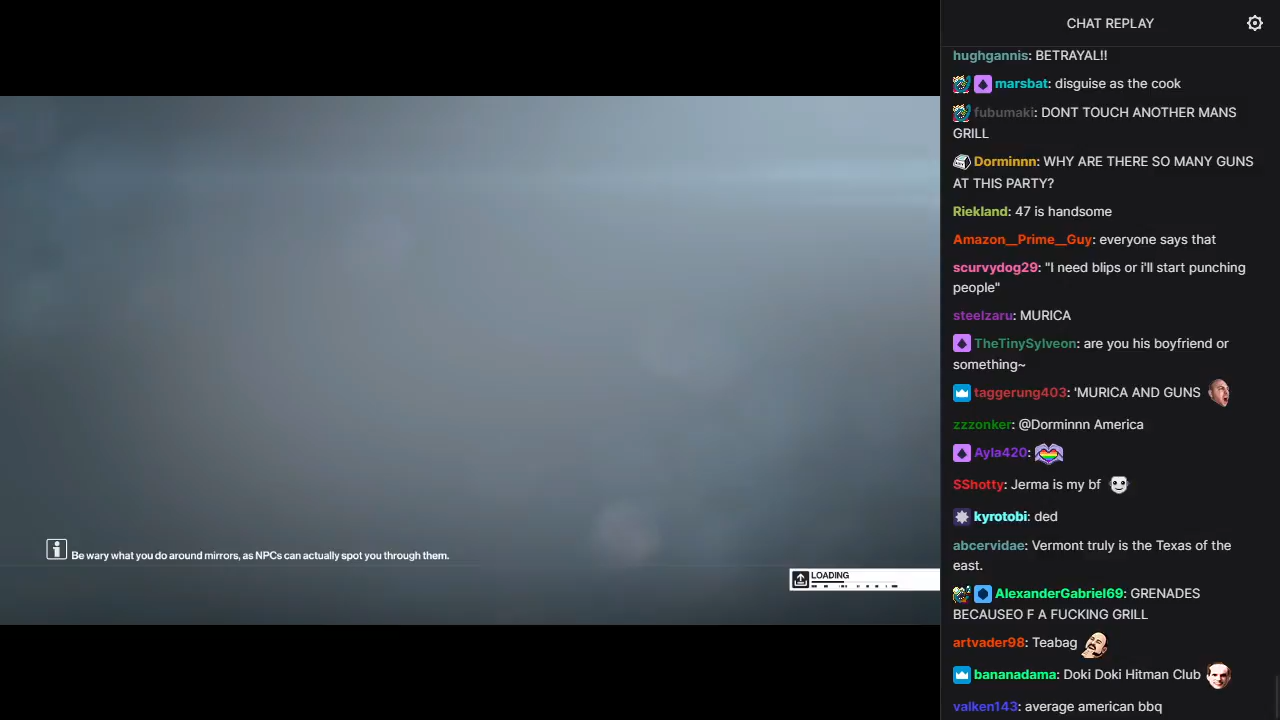 CHAT REPLAY
hughgannis: BETRAYAL!!
marsbat: disguise as the cook
fubumaki: DONT TOUCH ANOTHER MANS
GRILL
Dorminnn: WHY ARE THERE SO MANY GUNS
AT THIS PARTY?
Riekland: 47 is handsome
Amazon__Prime__Guy: everyone says that
scurvydog29: "I need blips or i'll start punching
people"
steelzaru: MURICA
TheTinySylveon: are you his boyfriend or
something~
taggerung403: 'MURICA AND GUNS
zzzonker: @Dorminnn America
Ayla420:
SShotty: Jerma is my bf
kyrotobi: ded
abcervidae: Vermont truly is the Texas of the
east.
AlexanderGabriel69: GRENADES
BECAUSEO F A FUCKING GRILL
artvader98: Teabag
bananadama: Doki Doki Hitman Club
valken143: average american bbq
Be wary what you do around mirrors, as NPCs can actually spot you through them.
LOADING